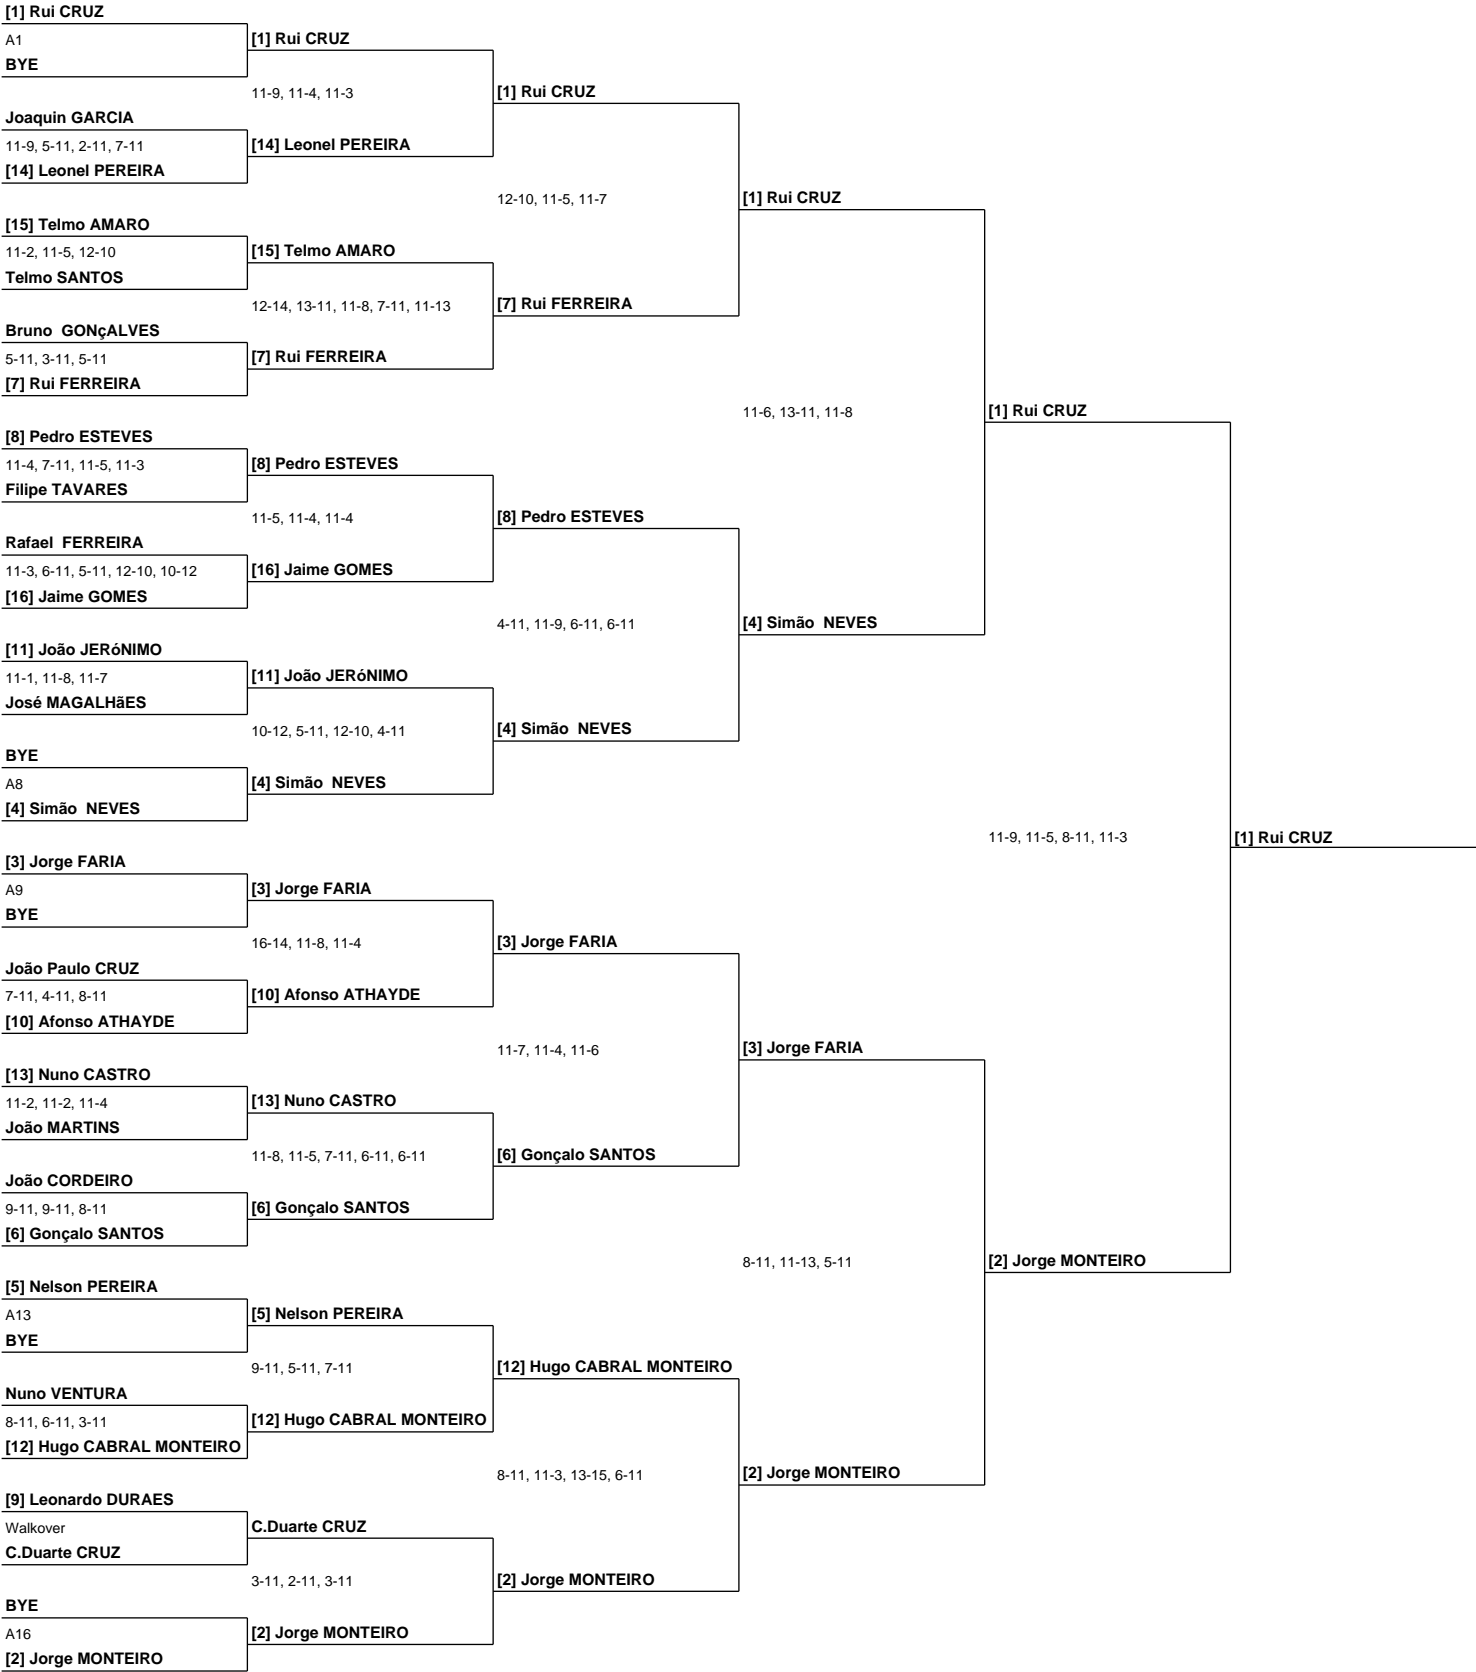 [1] Rui CRUZ
A1
[1] Rui CRUZ
BYE
11-9, 11-4, 11-3
[1] Rui CRUZ
Joaquin GARCIA
11-9, 5-11, 2-11, 7-11
[14] Leonel PEREIRA
[14] Leonel PEREIRA
12-10, 11-5, 11-7
[1] Rui CRUZ
[15] Telmo AMARO
11-2, 11-5, 12-10
[15] Telmo AMARO
Telmo SANTOS
12-14, 13-11, 11-8, 7-11, 11-13
[7] Rui FERREIRA
Bruno  GONçALVES
5-11, 3-11, 5-11
[7] Rui FERREIRA
[7] Rui FERREIRA
11-6, 13-11, 11-8
[1] Rui CRUZ
[8] Pedro ESTEVES
11-4, 7-11, 11-5, 11-3
[8] Pedro ESTEVES
Filipe TAVARES
11-5, 11-4, 11-4
[8] Pedro ESTEVES
Rafael  FERREIRA
11-3, 6-11, 5-11, 12-10, 10-12
[16] Jaime GOMES
[16] Jaime GOMES
4-11, 11-9, 6-11, 6-11
[4] Simão  NEVES
[11] João JERóNIMO
11-1, 11-8, 11-7
[11] João JERóNIMO
José MAGALHãES
10-12, 5-11, 12-10, 4-11
[4] Simão  NEVES
BYE
A8
[4] Simão  NEVES
[4] Simão  NEVES
11-9, 11-5, 8-11, 11-3
[1] Rui CRUZ
[3] Jorge FARIA
A9
[3] Jorge FARIA
BYE
16-14, 11-8, 11-4
[3] Jorge FARIA
João Paulo CRUZ
7-11, 4-11, 8-11
[10] Afonso ATHAYDE
[10] Afonso ATHAYDE
11-7, 11-4, 11-6
[3] Jorge FARIA
[13] Nuno CASTRO
11-2, 11-2, 11-4
[13] Nuno CASTRO
João MARTINS
11-8, 11-5, 7-11, 6-11, 6-11
[6] Gonçalo SANTOS
João CORDEIRO
9-11, 9-11, 8-11
[6] Gonçalo SANTOS
[6] Gonçalo SANTOS
8-11, 11-13, 5-11
[2] Jorge MONTEIRO
[5] Nelson PEREIRA
A13
[5] Nelson PEREIRA
BYE
9-11, 5-11, 7-11
[12] Hugo CABRAL MONTEIRO
Nuno VENTURA
8-11, 6-11, 3-11
[12] Hugo CABRAL MONTEIRO
[12] Hugo CABRAL MONTEIRO
8-11, 11-3, 13-15, 6-11
[2] Jorge MONTEIRO
[9] Leonardo DURAES
Walkover
C.Duarte CRUZ
C.Duarte CRUZ
3-11, 2-11, 3-11
[2] Jorge MONTEIRO
BYE
A16
[2] Jorge MONTEIRO
[2] Jorge MONTEIRO